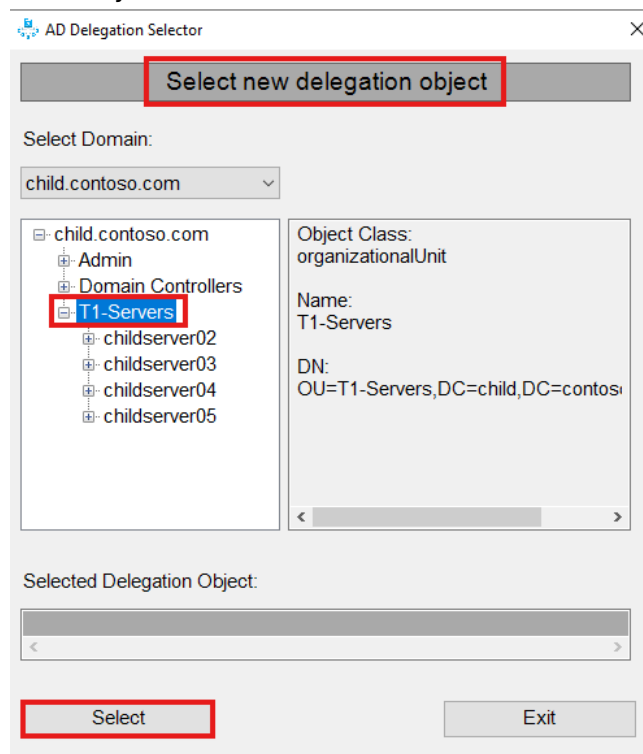 AD Delegation Selector
Select new delegation object
Select Domain:
child.contoso.com
child.contoso.com
Admin
Domain Controllers
T1-Servers
childserver02
childserver03
childserver04
childserver05
Object Class:
organizationalUnit
Name:
T1-Servers
DN:
OU=T1-Servers,DC=child,DC=contos
Selected Delegation Object:
Select
Exit